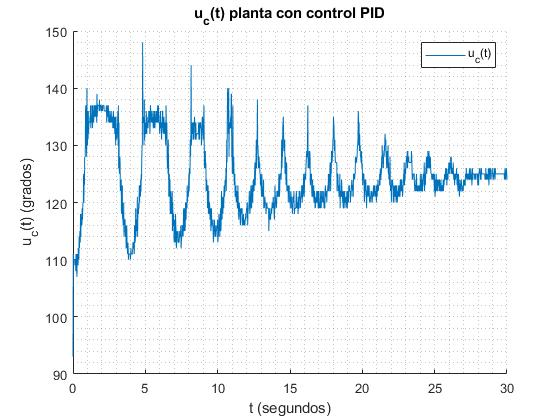 u_c(t) planta con control PID
u_c(t)
150
140
130
120
110
100
90
u_c(t) (grados)
0 5 10 15 20 25 30
t (segundos)